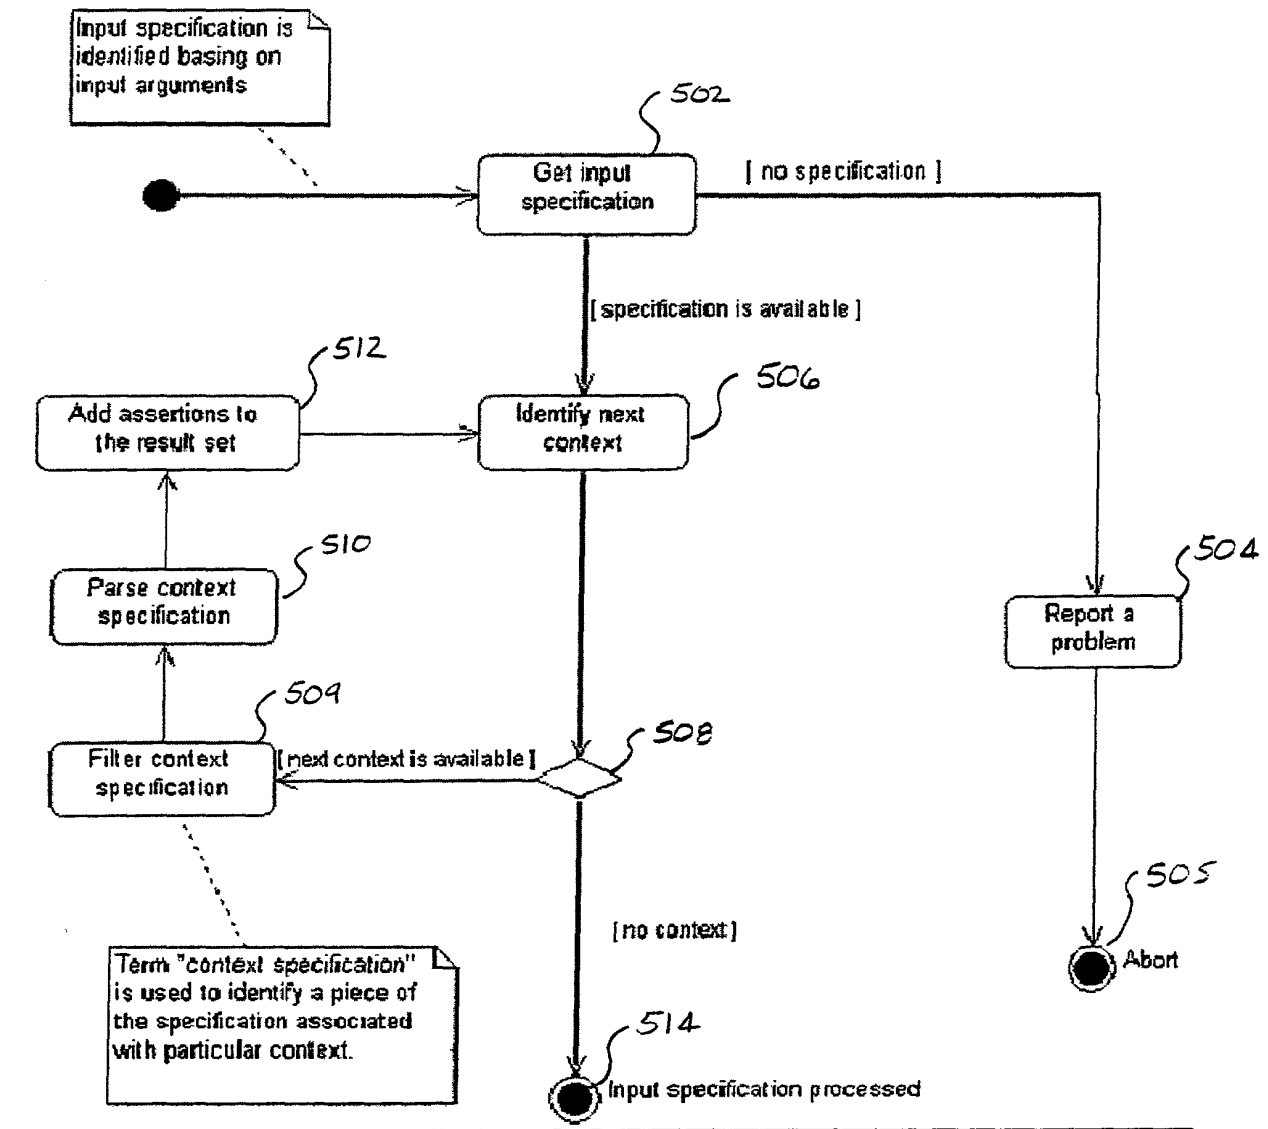 Input specification is
identified basing on
input arguments
502
Get input
specification
[ no specification ]
[ specification is available ]
512
506
Add assertions to
the result set
Identify next
context
510
504
Parse context
specification
Report a
problem
509
508
Filter context
specification
[ next context is available ]
505
[ no context ]
Abort
Term "context specification"
is used to identify a piece of
the specification associated
with particular context.
514
Input specification processed